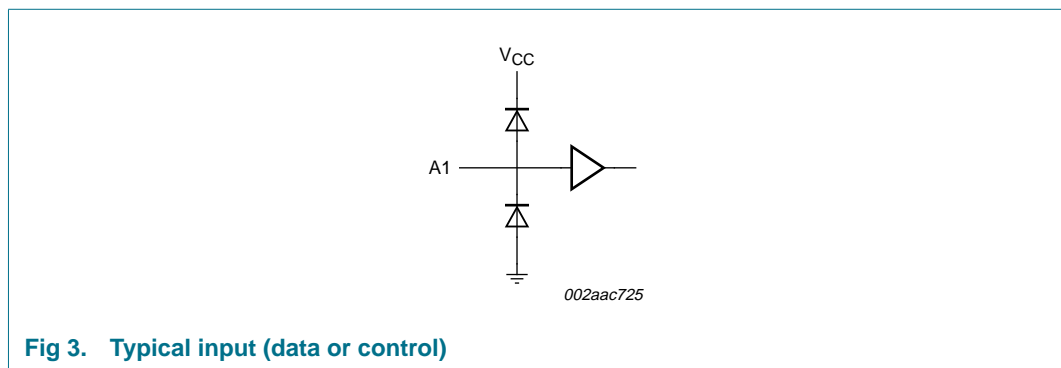 VCC
A1
002aac725
Fig 3. Typical input (data or control)